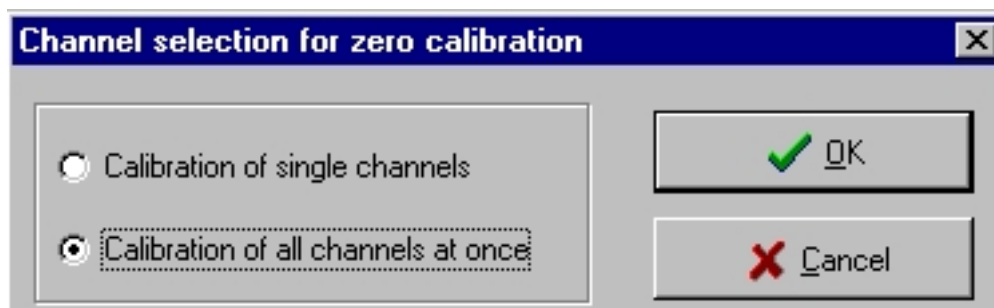 Channel selection for zero calibration
Calibration of single channels
Calibration of all channels at once
OK
Cancel